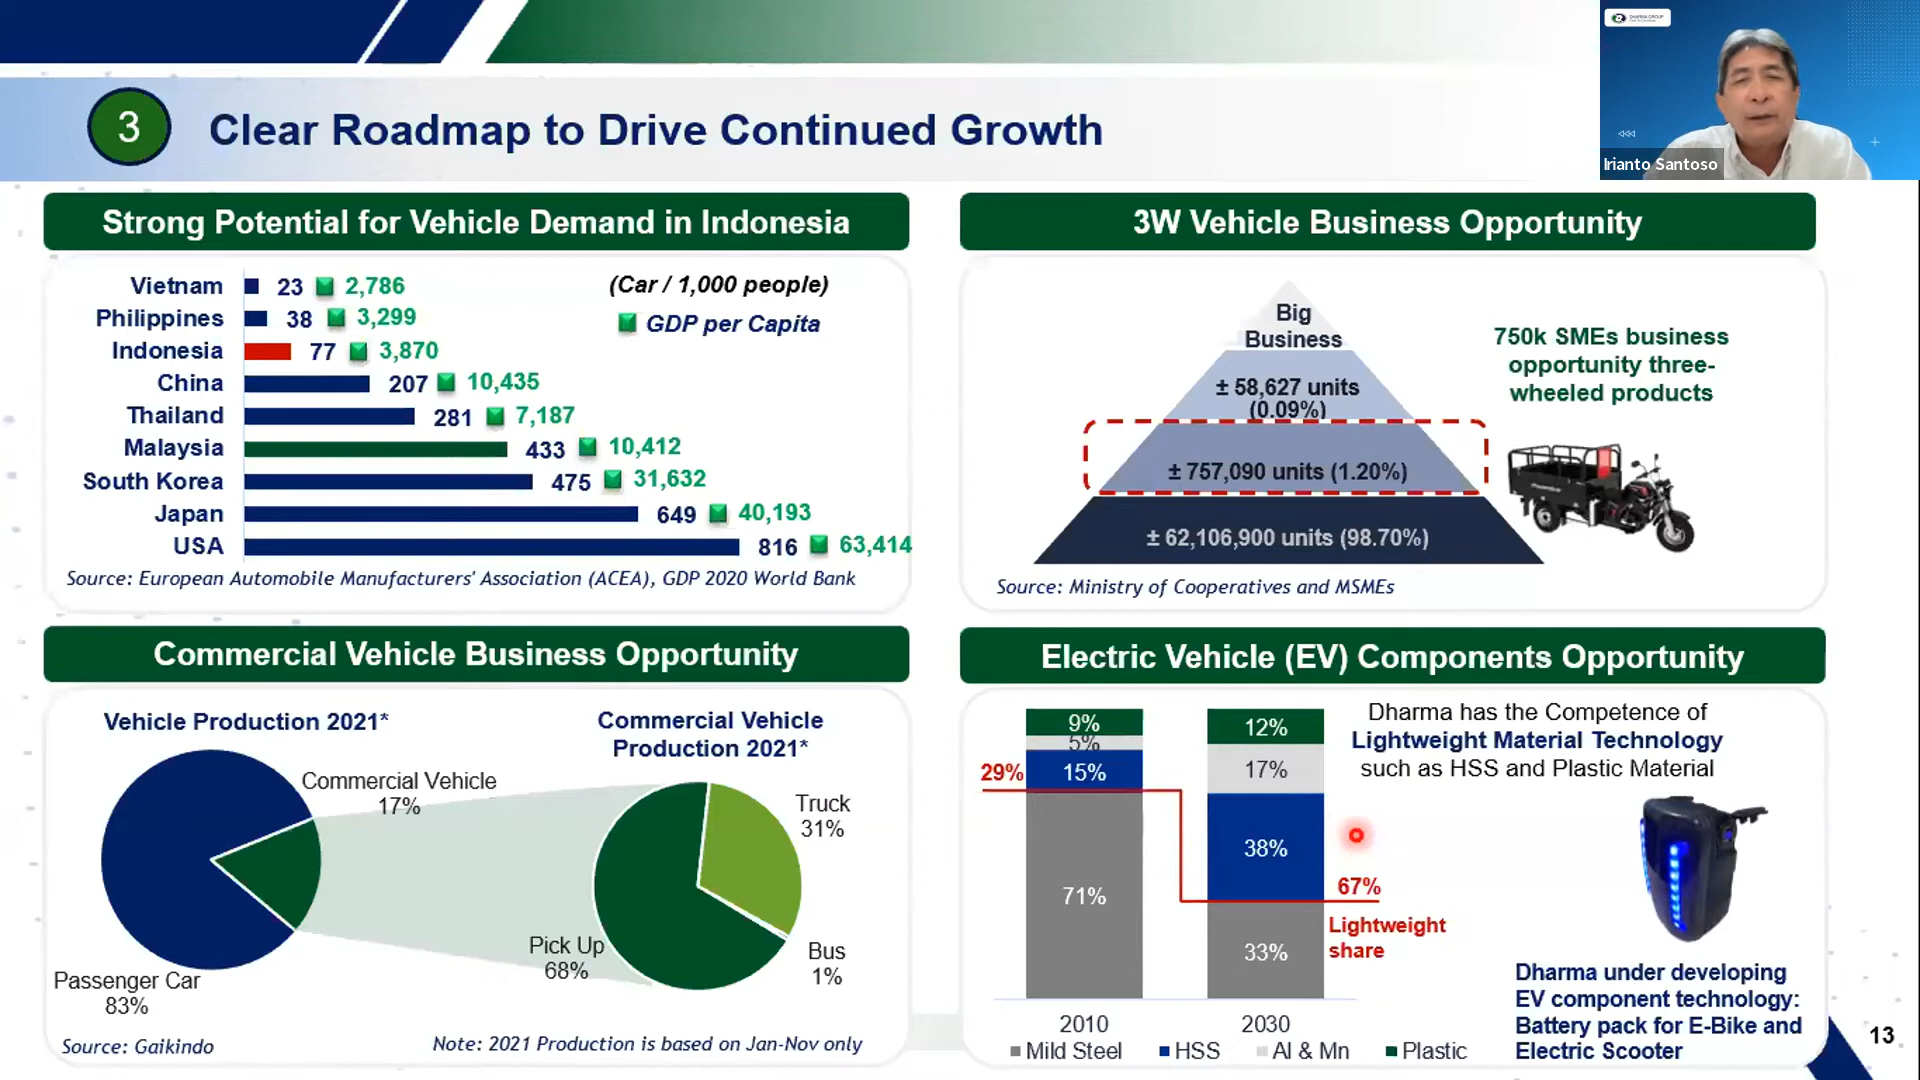 DHARMA GROUP
Irianto Santoso
3
Clear Roadmap to Drive Continued Growth
Strong Potential for Vehicle Demand in Indonesia
(Car / 1,000 people)
GDP per Capita
Vietnam 23 2,786
Philippines 38 3,299
Indonesia 77 3,870
China 207 10,435
Thailand 281 7,187
Malaysia 433 10,412
South Korea 475 31,632
Japan 649 40,193
USA 816 63,414
Source: European Automobile Manufacturers' Association (ACEA), GDP 2020 World Bank
3W Vehicle Business Opportunity
Big
Business
± 58,627 units
(0.09%)
± 757,090 units (1.20%)
± 62,106,900 units (98.70%)
750k SMEs business
opportunity three-
wheeled products
Source: Ministry of Cooperatives and MSMEs
Commercial Vehicle Business Opportunity
Vehicle Production 2021*
Commercial Vehicle
17%
Passenger Car
83%
Commercial Vehicle
Production 2021*
Truck
31%
Pick Up
68%
Bus
1%
Source: Gaikindo
Note: 2021 Production is based on Jan-Nov only
Electric Vehicle (EV) Components Opportunity
9%
5%
15%
29%
71%
12%
17%
38%
67%
33%
Lightweight
share
2010
2030
Mild Steel HSS Al & Mn Plastic
Dharma has the Competence of
Lightweight Material Technology
such as HSS and Plastic Material
Dharma under developing
EV component technology:
Battery pack for E-Bike and
Electric Scooter
13